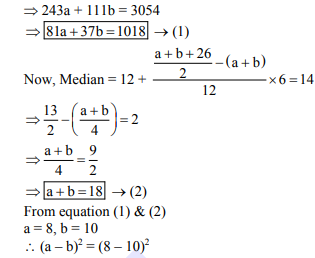 ⇒ 243a + 111b = 3054
⇒ 81a + 37b = 1018 → (1)
Now, Median = 12 + ((a + b + 26)/2 − (a + b))/12 × 6 = 14
⇒ 13/2 − ((a + b)/4) = 2
⇒ (a + b)/4 = 9/2
⇒ a + b = 18 → (2)
From equation (1) & (2)
a = 8, b = 10
∴ (a – b)² = (8 – 10)²